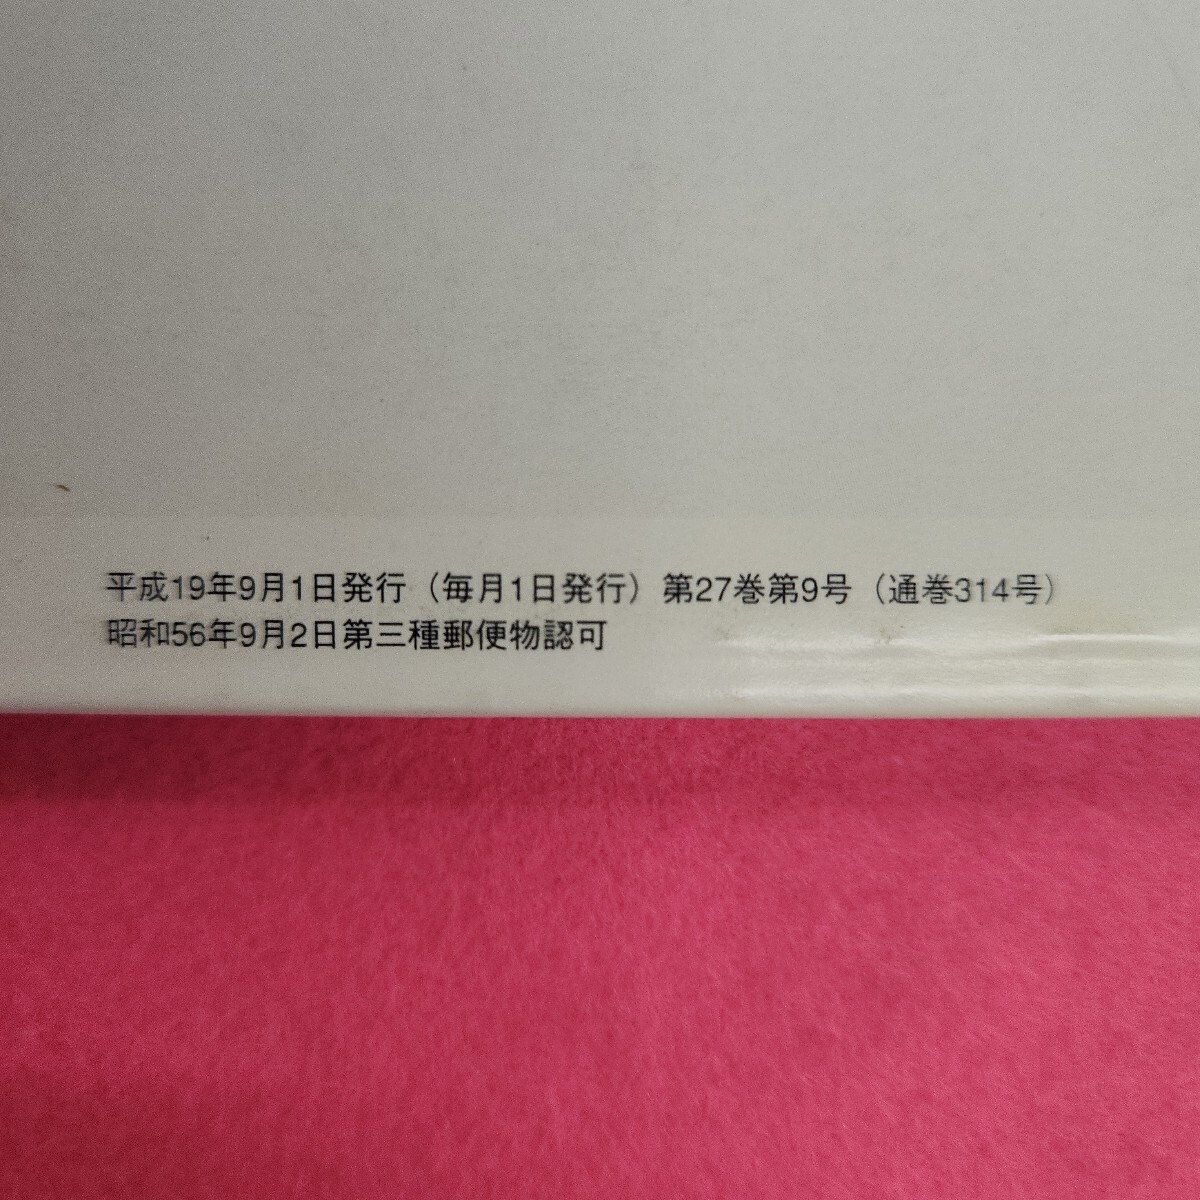 平成19年9月1日発行（毎月1日発行）第27巻第9号（通巻314号）
昭和56年9月2日第三種郵便物認可